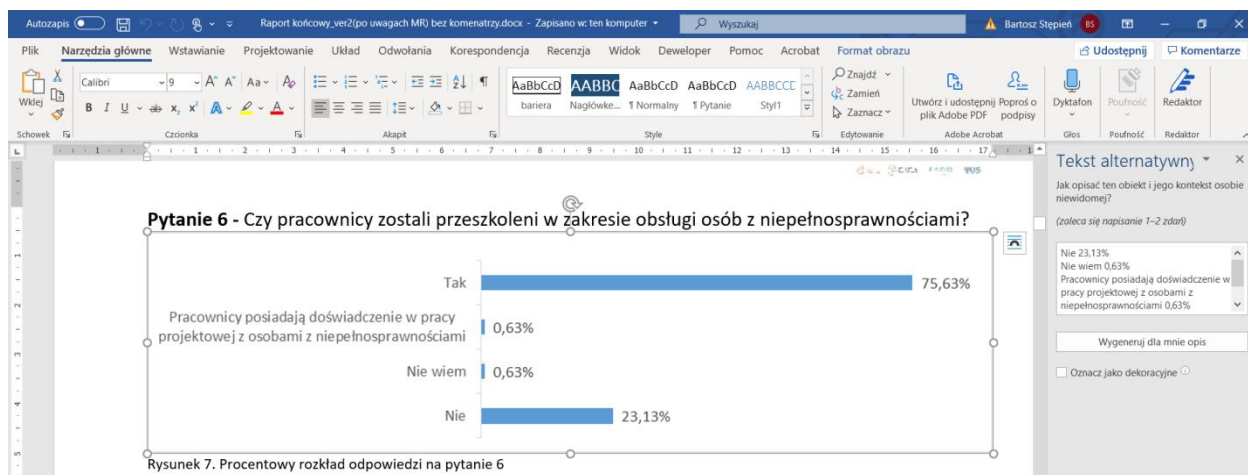 Autozapis
Raport końcowy_ver2(po uwagach MR) bez komenatrzy.docx - Zapisano w: ten komputer
Wyszukaj
Bartosz Stępień BS
Plik Narzędzia główne Wstawianie Projektowanie Układ Odwołania Korespondencja Recenzja Widok Deweloper Pomoc Acrobat Format obrazu Udostępnij Komentarze
Wklej
Calibri 9
AaBbCcD AABBC AaBbCcD AaBbCcD AABBCCE
bariera Nagłówke... ¶ Normalny ¶ Pytanie Styl1
Znajdź
Zamień
Zaznacz
Utwórz i udostępnij plik Adobe PDF
Poproś o podpisy
Dyktafon
Poufność
Redaktor
Schowek Czcionka Akapit Style Edytowanie Adobe Acrobat Głos Poufność Redaktor
Pytanie 6 - Czy pracownicy zostali przeszkoleni w zakresie obsługi osób z niepełnosprawnościami?
Tak 75,63%
Pracownicy posiadają doświadczenie w pracy
projektowej z osobami z niepełnosprawnościami 0,63%
Nie wiem 0,63%
Nie 23,13%
Rysunek 7. Procentowy rozkład odpowiedzi na pytanie 6
Tekst alternatywny
Jak opisać ten obiekt i jego kontekst osobie
niewidomej?
(zaleca się napisanie 1–2 zdań)
Nie 23,13%
Nie wiem 0,63%
Pracownicy posiadają doświadczenie w
pracy projektowej z osobami z
niepełnosprawnościami 0,63%
Wygeneruj dla mnie opis
Oznacz jako dekoracyjne